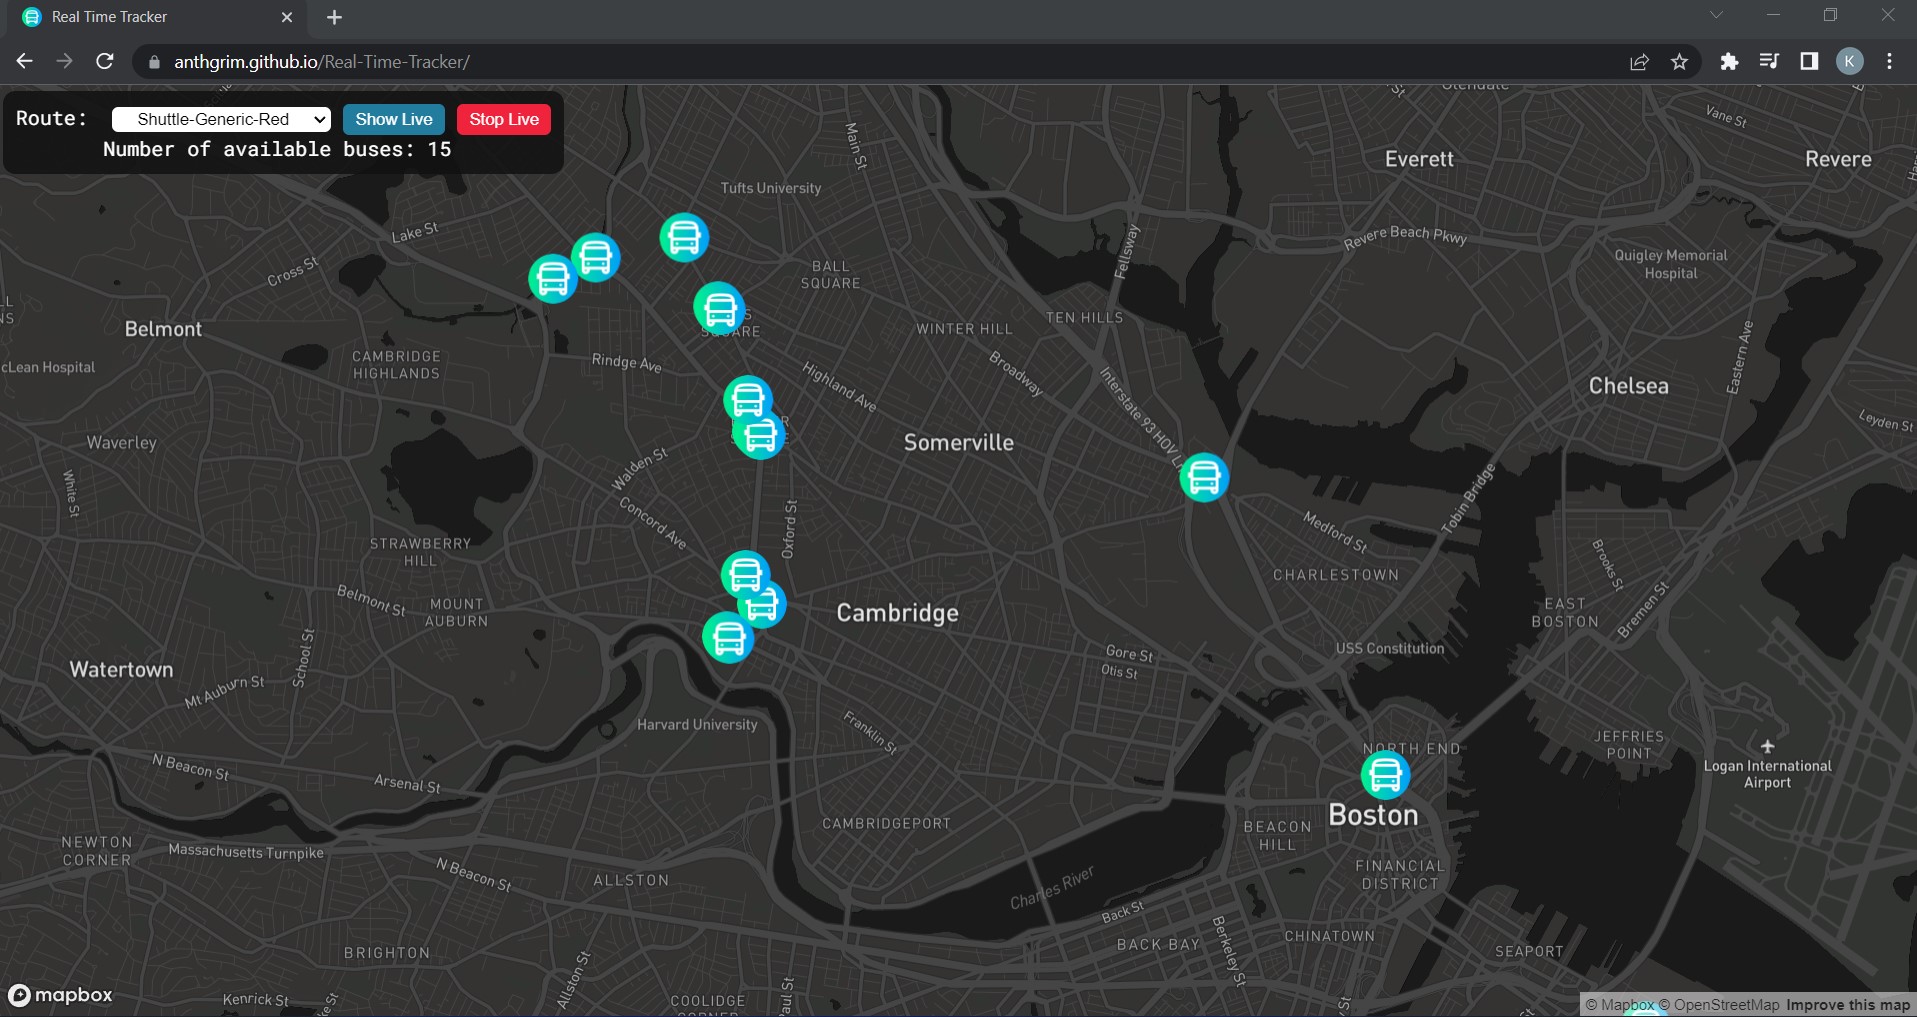 Real Time Tracker
anthgrim.github.io/Real-Time-Tracker/
K
Route: Shuttle-Generic-Red Show Live Stop Live
Number of available buses: 15
Main St
Vane St
Everett
Revere
Tufts University
Lake St
Fellsway
Revere Beach Pkwy
Cross St
BALL
SQUARE
Quigley Memorial
Hospital
Belmont
SQUARE
WINTER HILL
TEN HILLS
Eastern Ave
CAMBRIDGE
HIGHLANDS
cLean Hospital
Rindge Ave
Highland Ave
Broadway
Interstate 93 HOV L
Chelsea
Leyden St
Waverley
Somerville
White St
Walden St
Concord Ave
Oxford St
Tobin Bridge
Medford St
STRAWBERRY
HILL
Brooks St
CHARLESTOWN
Belmont St
MOUNT
AUBURN
Cambridge
EAST
BOSTON
Bremen St
School St
Watertown
Mt Auburn St
Gore St
Otis St
USS Constitution
Harvard University
Franklin St
N Beacon St
Arsenal St
NORTH END
JEFFRIES
POINT
Logan International
Airport
Boston
NEWTON
CORNER
Massachusetts Turnpike
CAMBRIDGEPORT
BEACON
HILL
N Beacon St
ALLSTON
Charles River
FINANCIAL
DISTRICT
Back St
BACK BAY
Berkeley St
CHINATOWN
SEAPORT
BRIGHTON
Allston St
Paul St
mapbox
Kenrick St
COOLIDGE
CORNER
© Mapbox © OpenStreetMap Improve this map